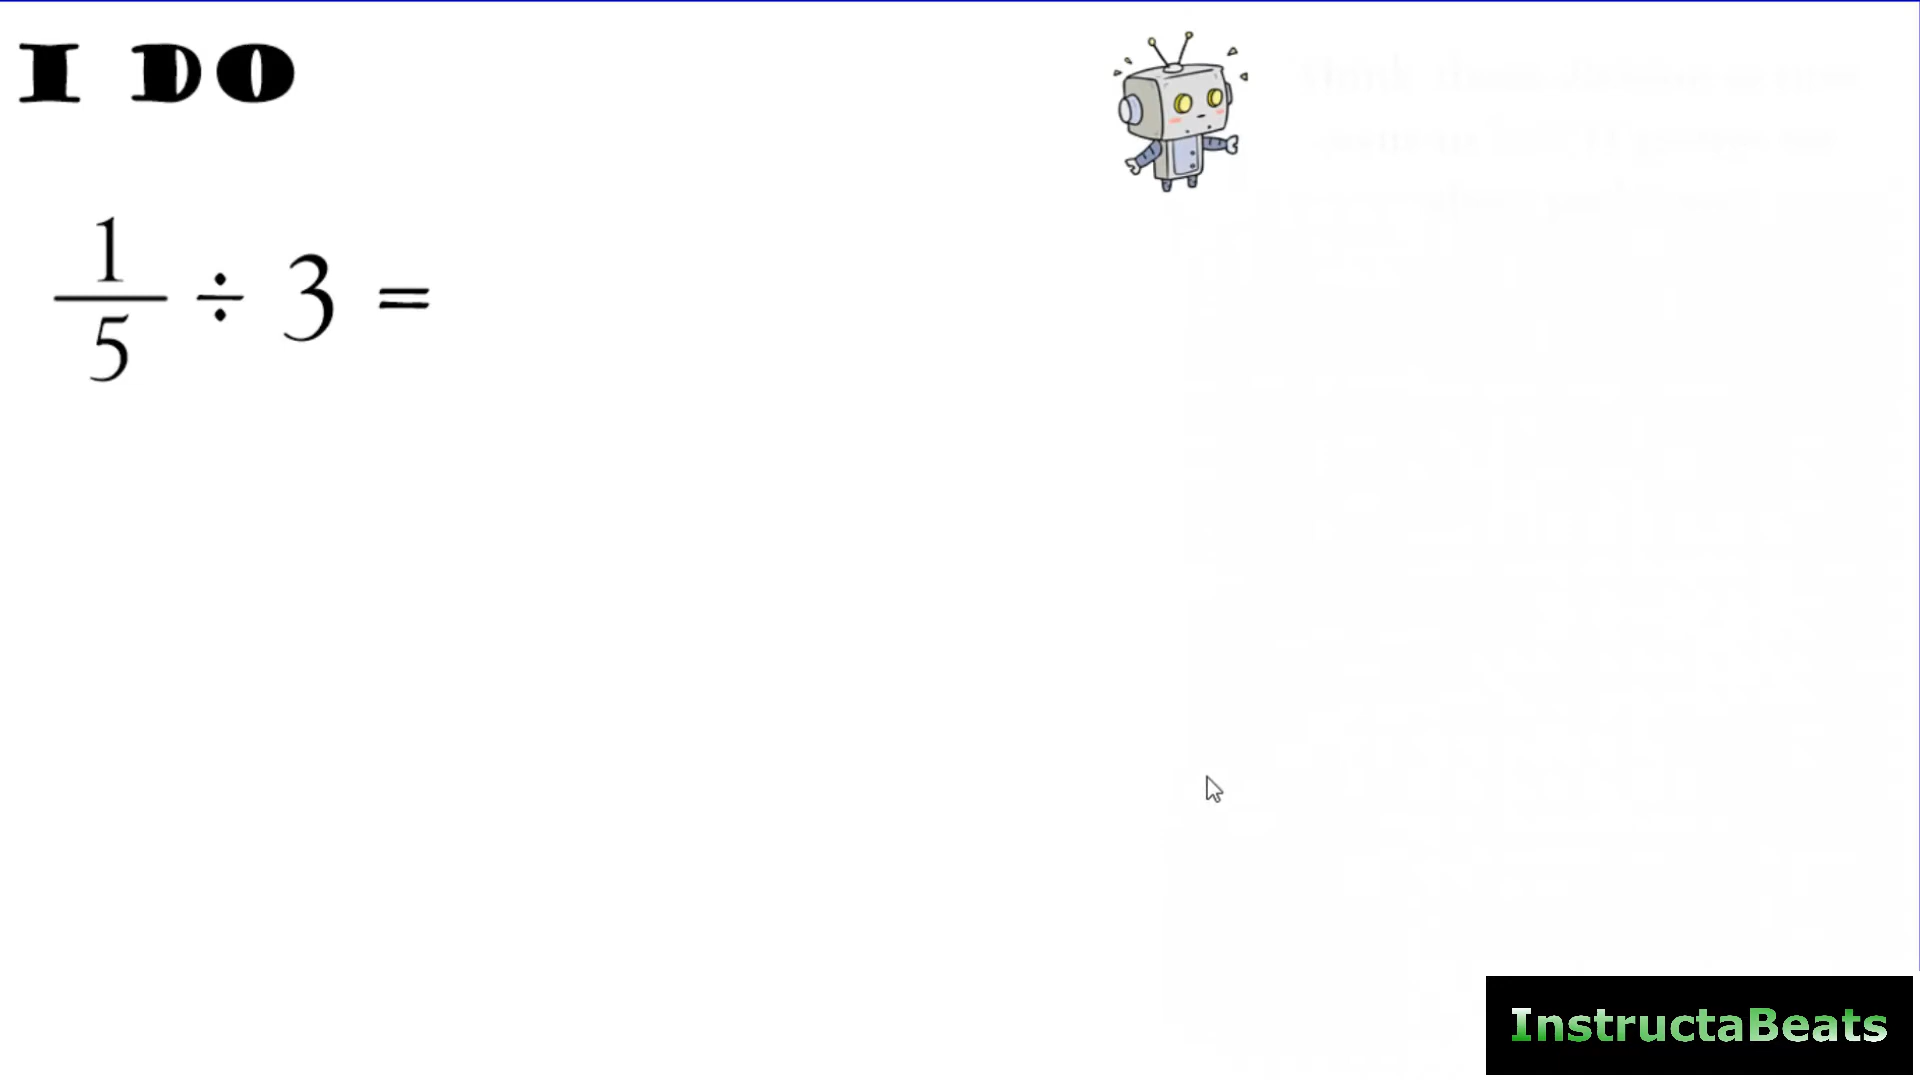 I DO
1/5 ÷ 3 =
InstructaBeats